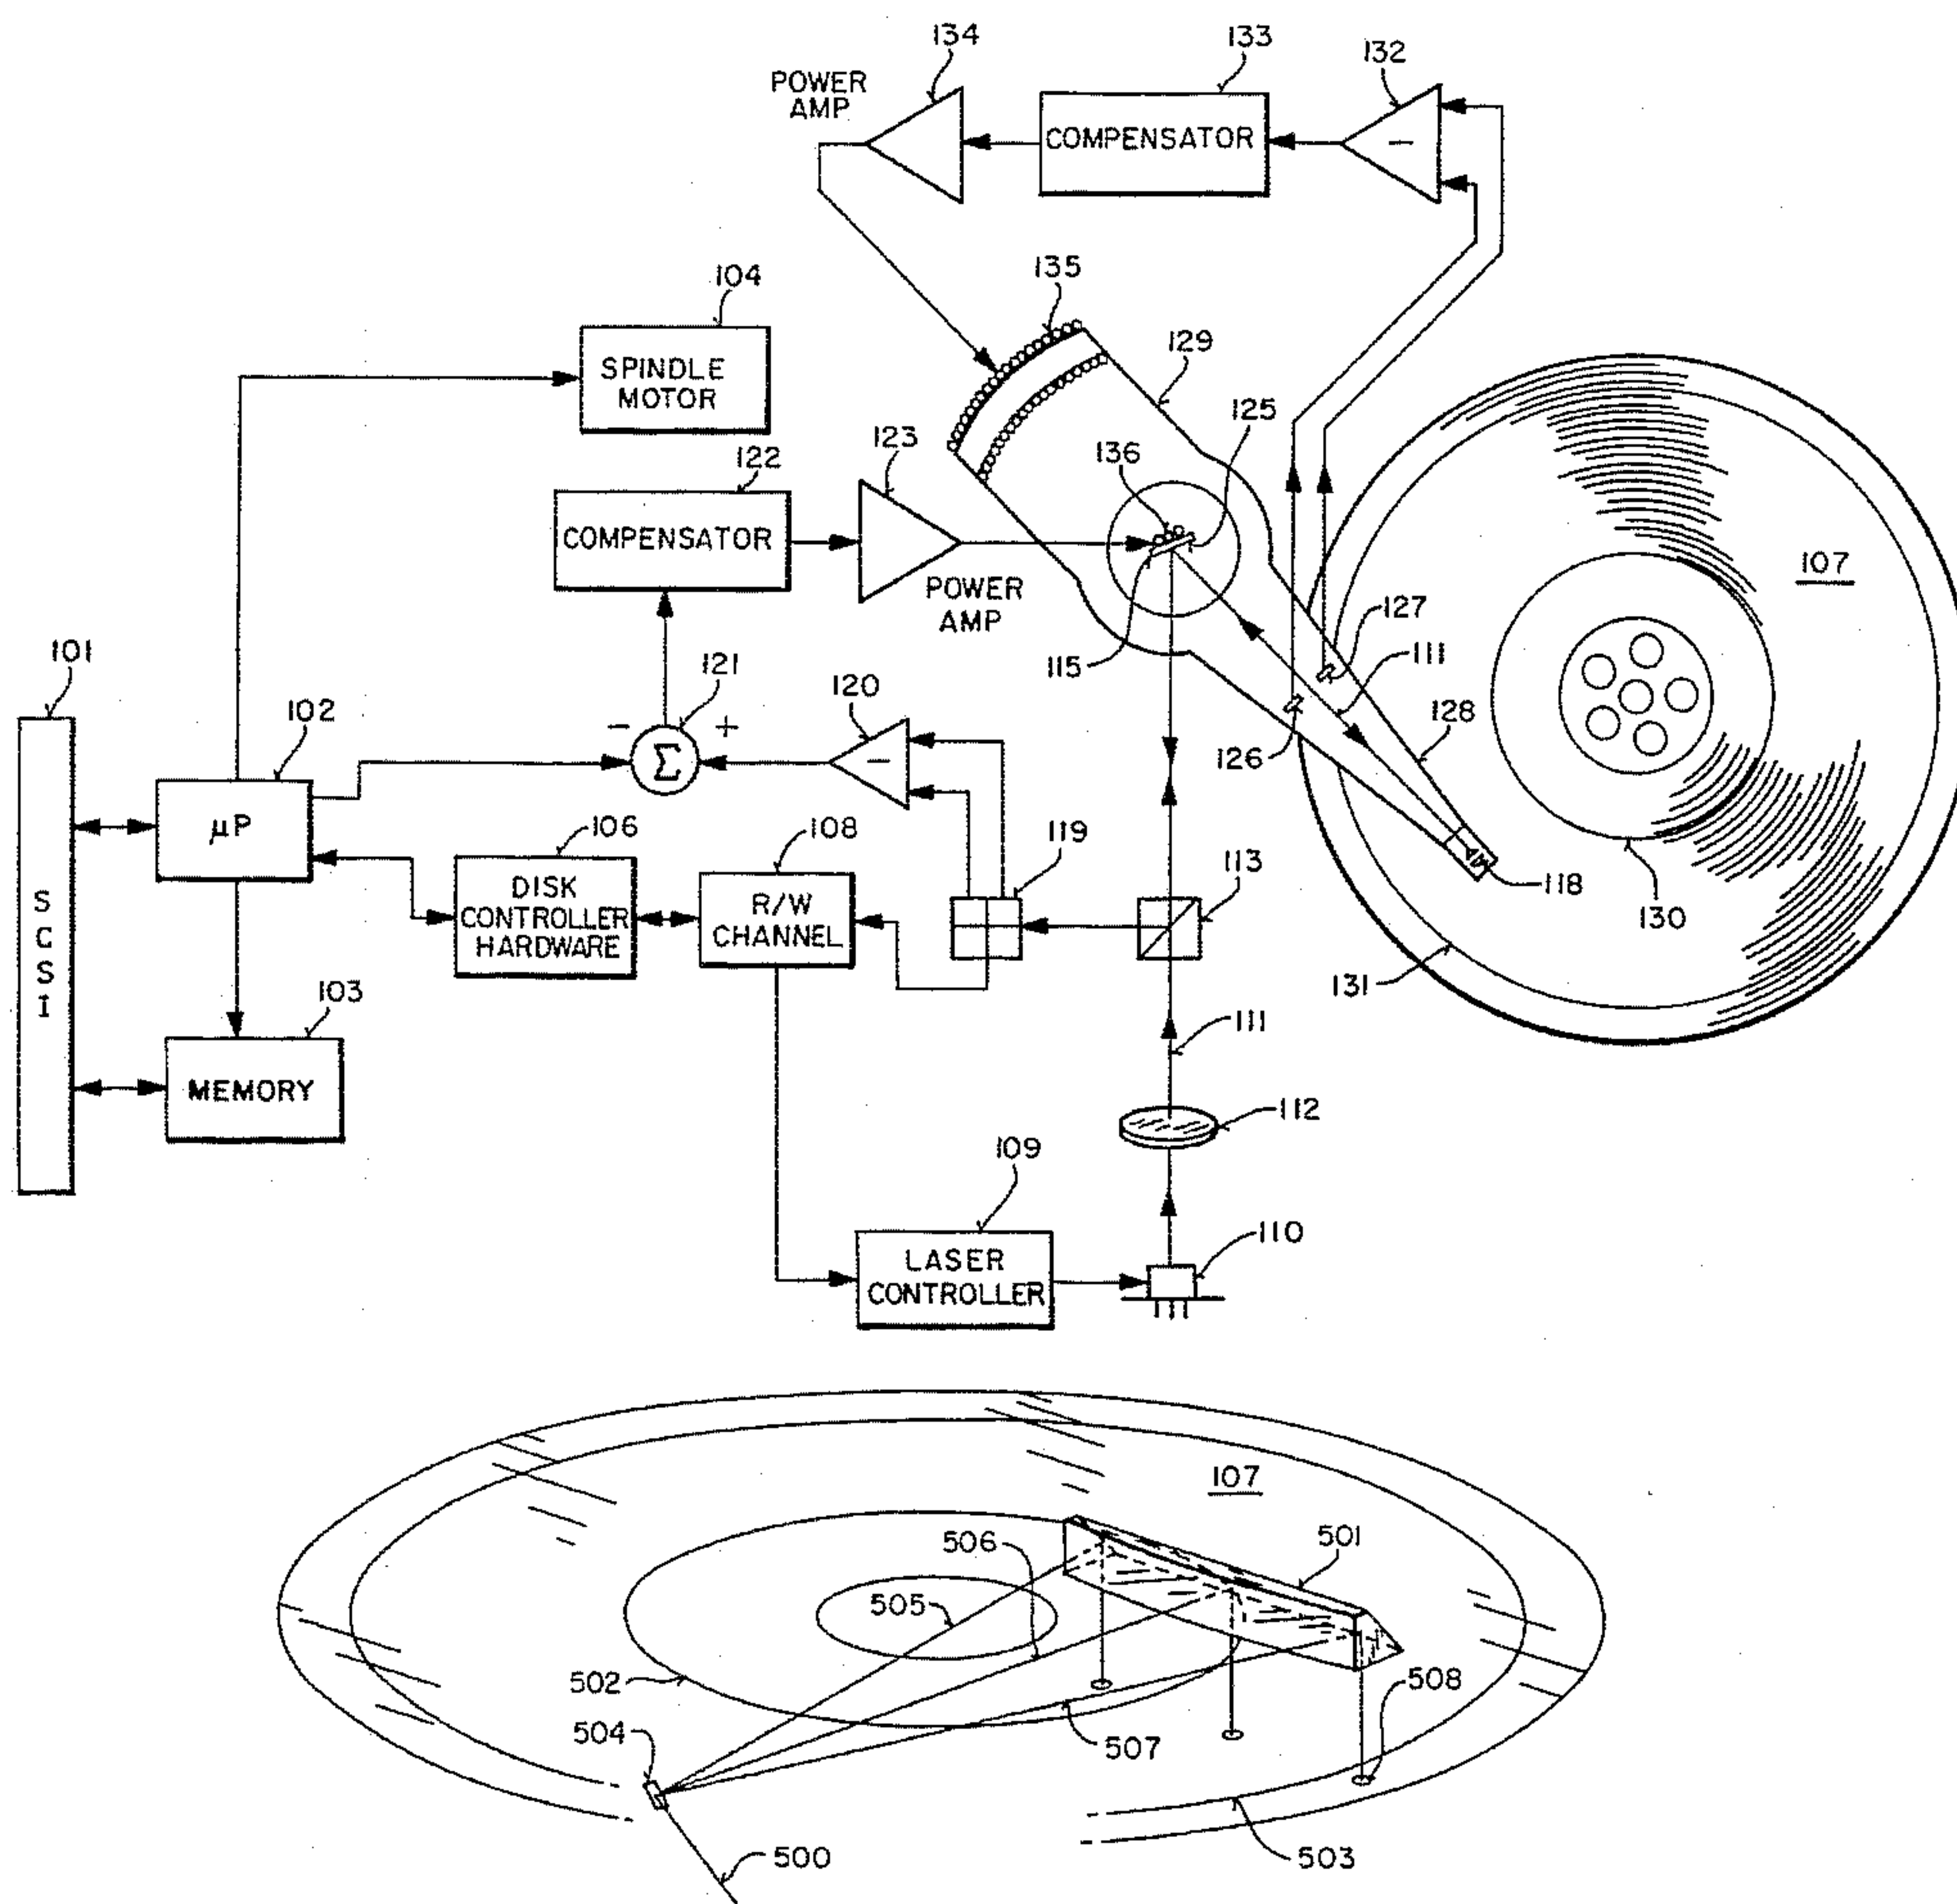 134
133
132
POWER
AMP
COMPENSATOR
−
104
135
129
SPINDLE
MOTOR
123
125
122
136
107
COMPENSATOR
POWER
AMP
127
101
121
115
111
120
102
− +
128
Σ
−
126
μP
106
108
119
113
118
S
C
S
I
DISK
CONTROLLER
HARDWARE
R/W
CHANNEL
130
131
103
111
MEMORY
112
109
110
LASER
CONTROLLER
107
501
506
505
502
508
504
507
500
503